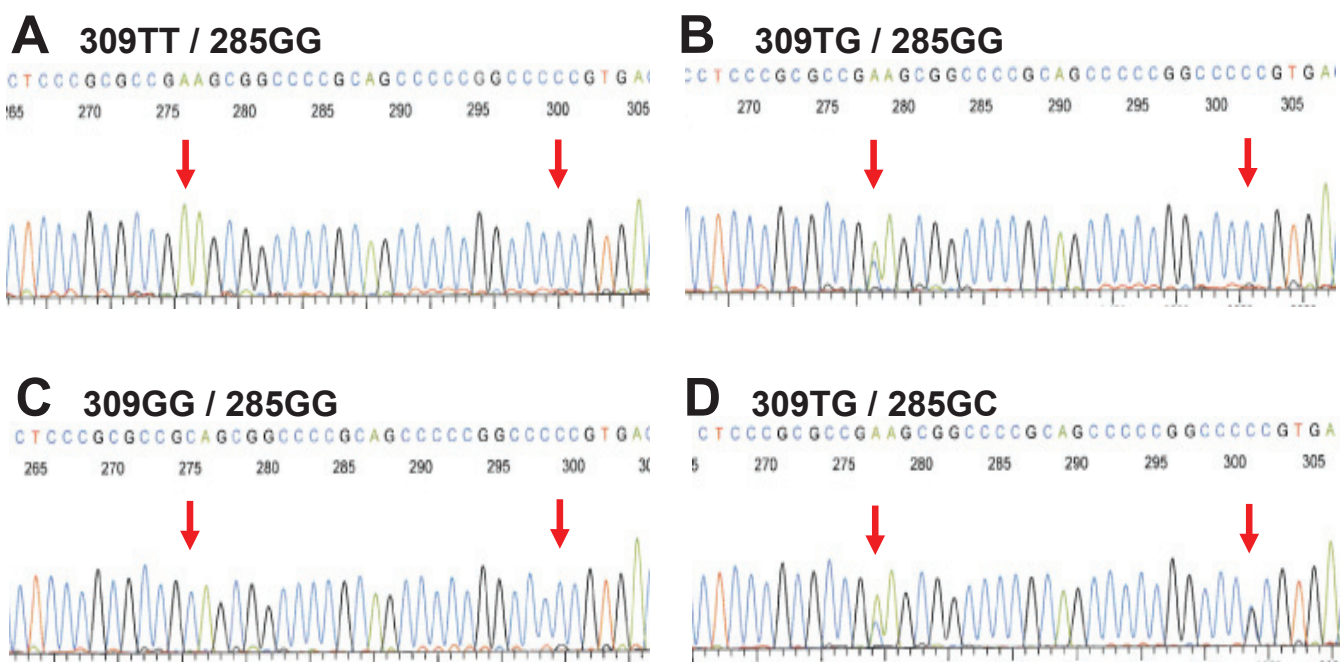 A 309TT / 285GG
CTCCCGCGCCGAAGCGGCCCCGCAGCCCCCGGCCCCCGTGA
265 270 275 280 285 290 295 300 305
B 309TG / 285GG
CCTCCCGCGCCGAAGCGGCCCCGCAGCCCCCGGCCCCCGTGA
270 275 280 285 290 295 300 305
C 309GG / 285GG
CTCCCGCGCCGCAGCGGCCCCGCAGCCCCCGGCCCCCGTGA
265 270 275 280 285 290 295 300
D 309TG / 285GC
CTCCCGCGCCGAAGCGGCCCCGCAGCCCCCGGCCCCCGTGA
5 270 275 280 285 290 295 300 305